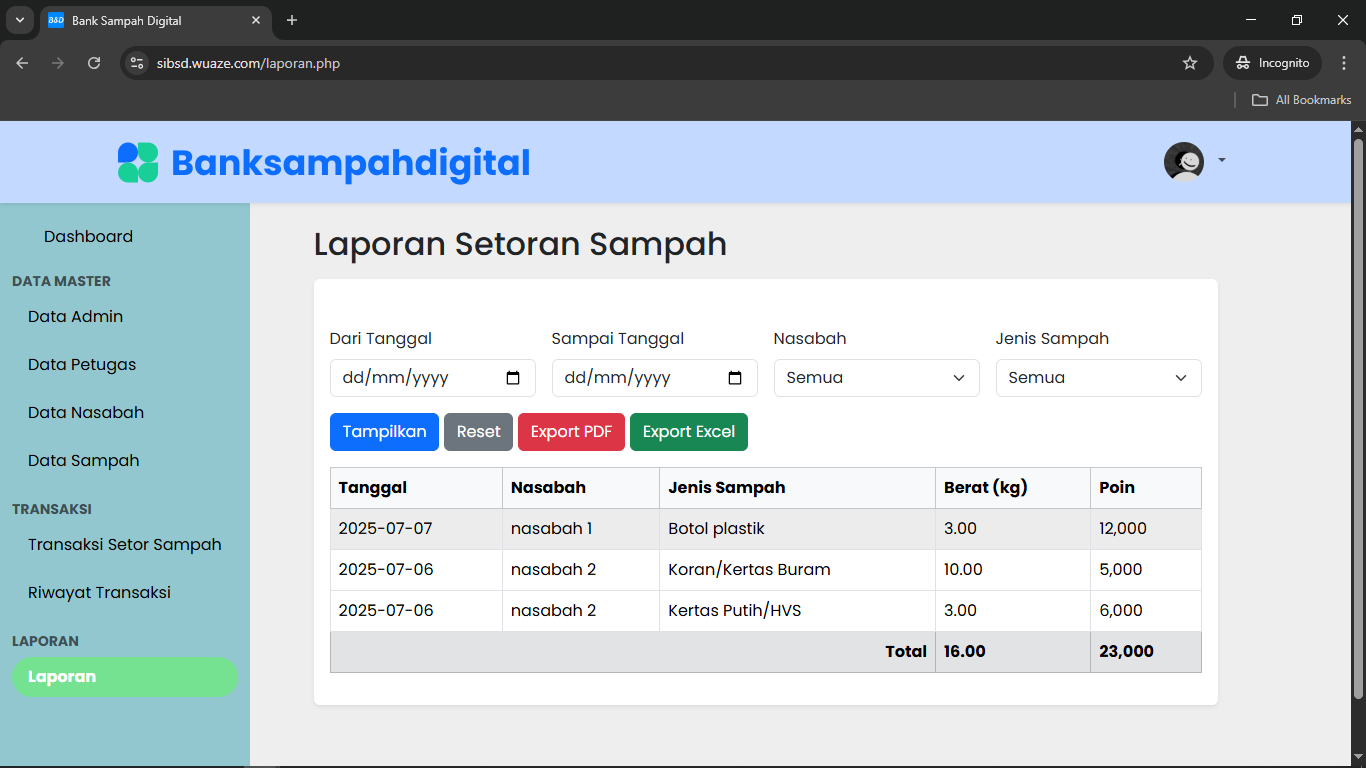 BSD Bank Sampah Digital
sibsd.wuaze.com/laporan.php
Incognito
All Bookmarks
Banksampahdigital
Dashboard
DATA MASTER
Data Admin
Data Petugas
Data Nasabah
Data Sampah
TRANSAKSI
Transaksi Setor Sampah
Riwayat Transaksi
LAPORAN
Laporan
Laporan Setoran Sampah
Dari Tanggal Sampai Tanggal Nasabah Jenis Sampah
dd/mm/yyyy dd/mm/yyyy Semua Semua
Tampilkan Reset Export PDF Export Excel
Tanggal Nasabah Jenis Sampah Berat (kg) Poin
2025-07-07 nasabah 1 Botol plastik 3.00 12,000
2025-07-06 nasabah 2 Koran/Kertas Buram 10.00 5,000
2025-07-06 nasabah 2 Kertas Putih/HVS 3.00 6,000
Total 16.00 23,000